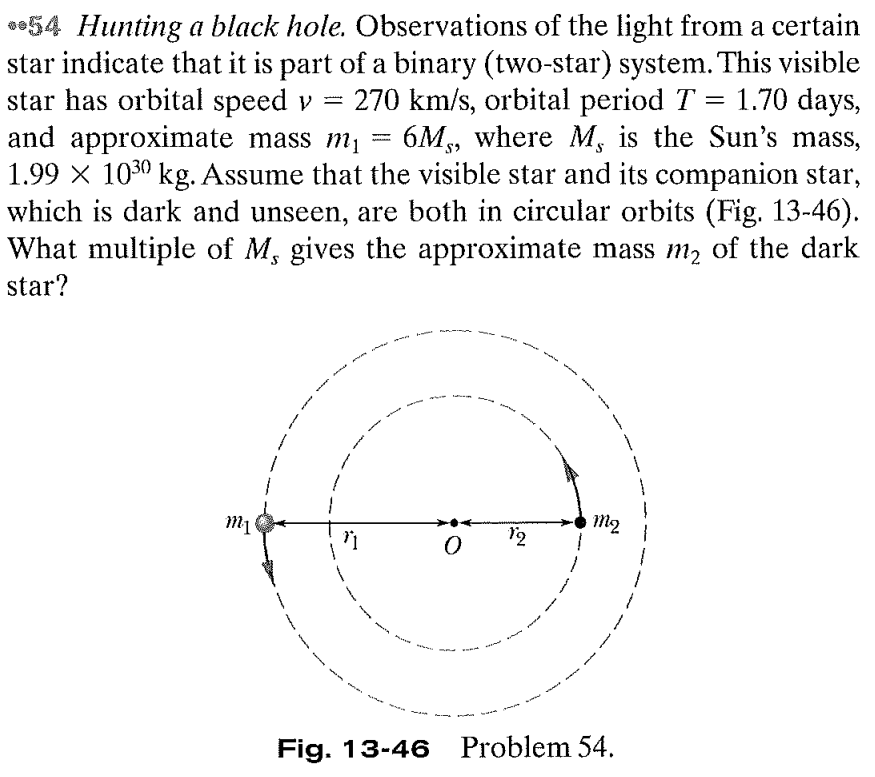 ••54 Hunting a black hole. Observations of the light from a certain
star indicate that it is part of a binary (two-star) system. This visible
star has orbital speed v = 270 km/s, orbital period T = 1.70 days,
and approximate mass m₁ = 6Mₛ, where Mₛ is the Sun's mass,
1.99 × 10³⁰ kg. Assume that the visible star and its companion star,
which is dark and unseen, are both in circular orbits (Fig. 13-46).
What multiple of Mₛ gives the approximate mass m₂ of the dark
star?
m₁ r₁ O r₂ m₂
Fig. 13-46 Problem 54.